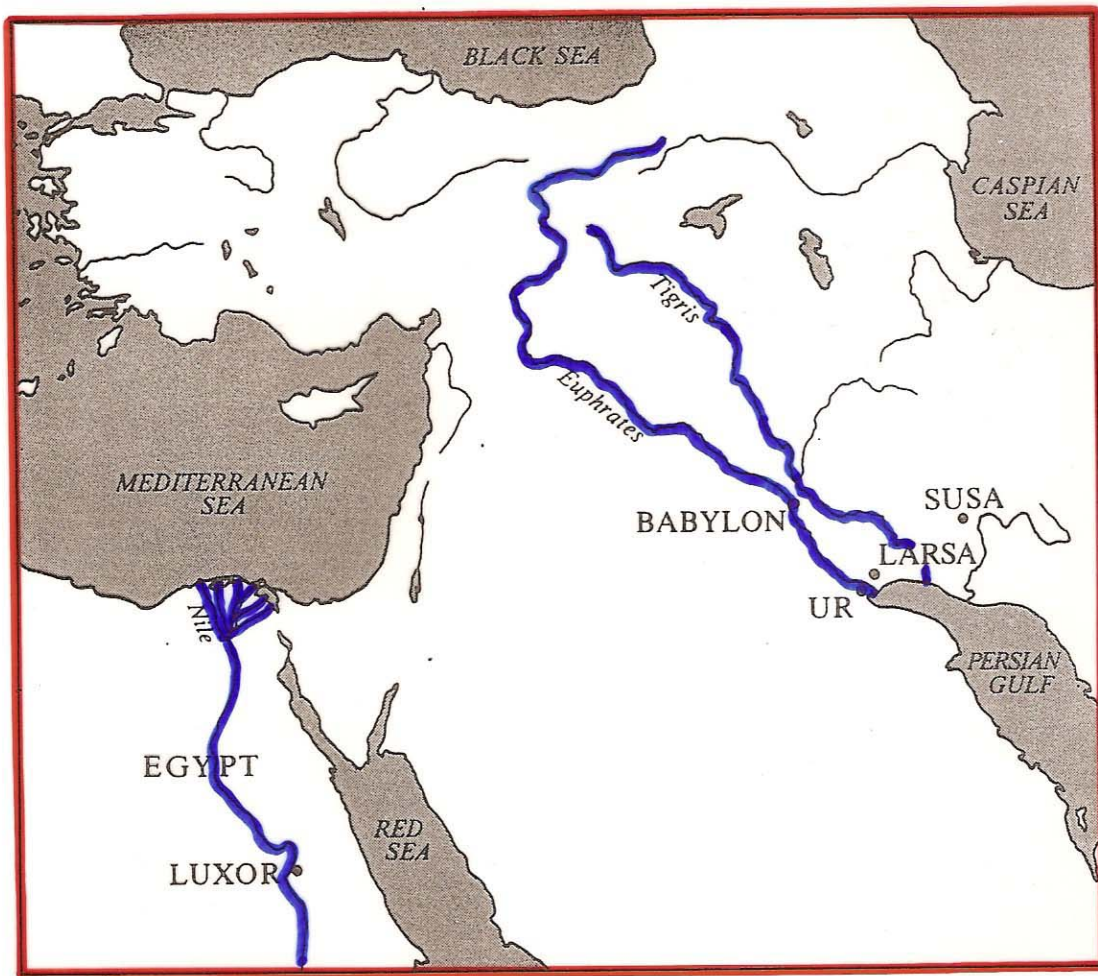 BLACK SEA
CASPIAN
SEA
Tigris
Euphrates
MEDITERRANEAN
SEA
SUSA
BABYLON
LARSA
UR
Nile
PERSIAN
GULF
EGYPT
RED
SEA
LUXOR